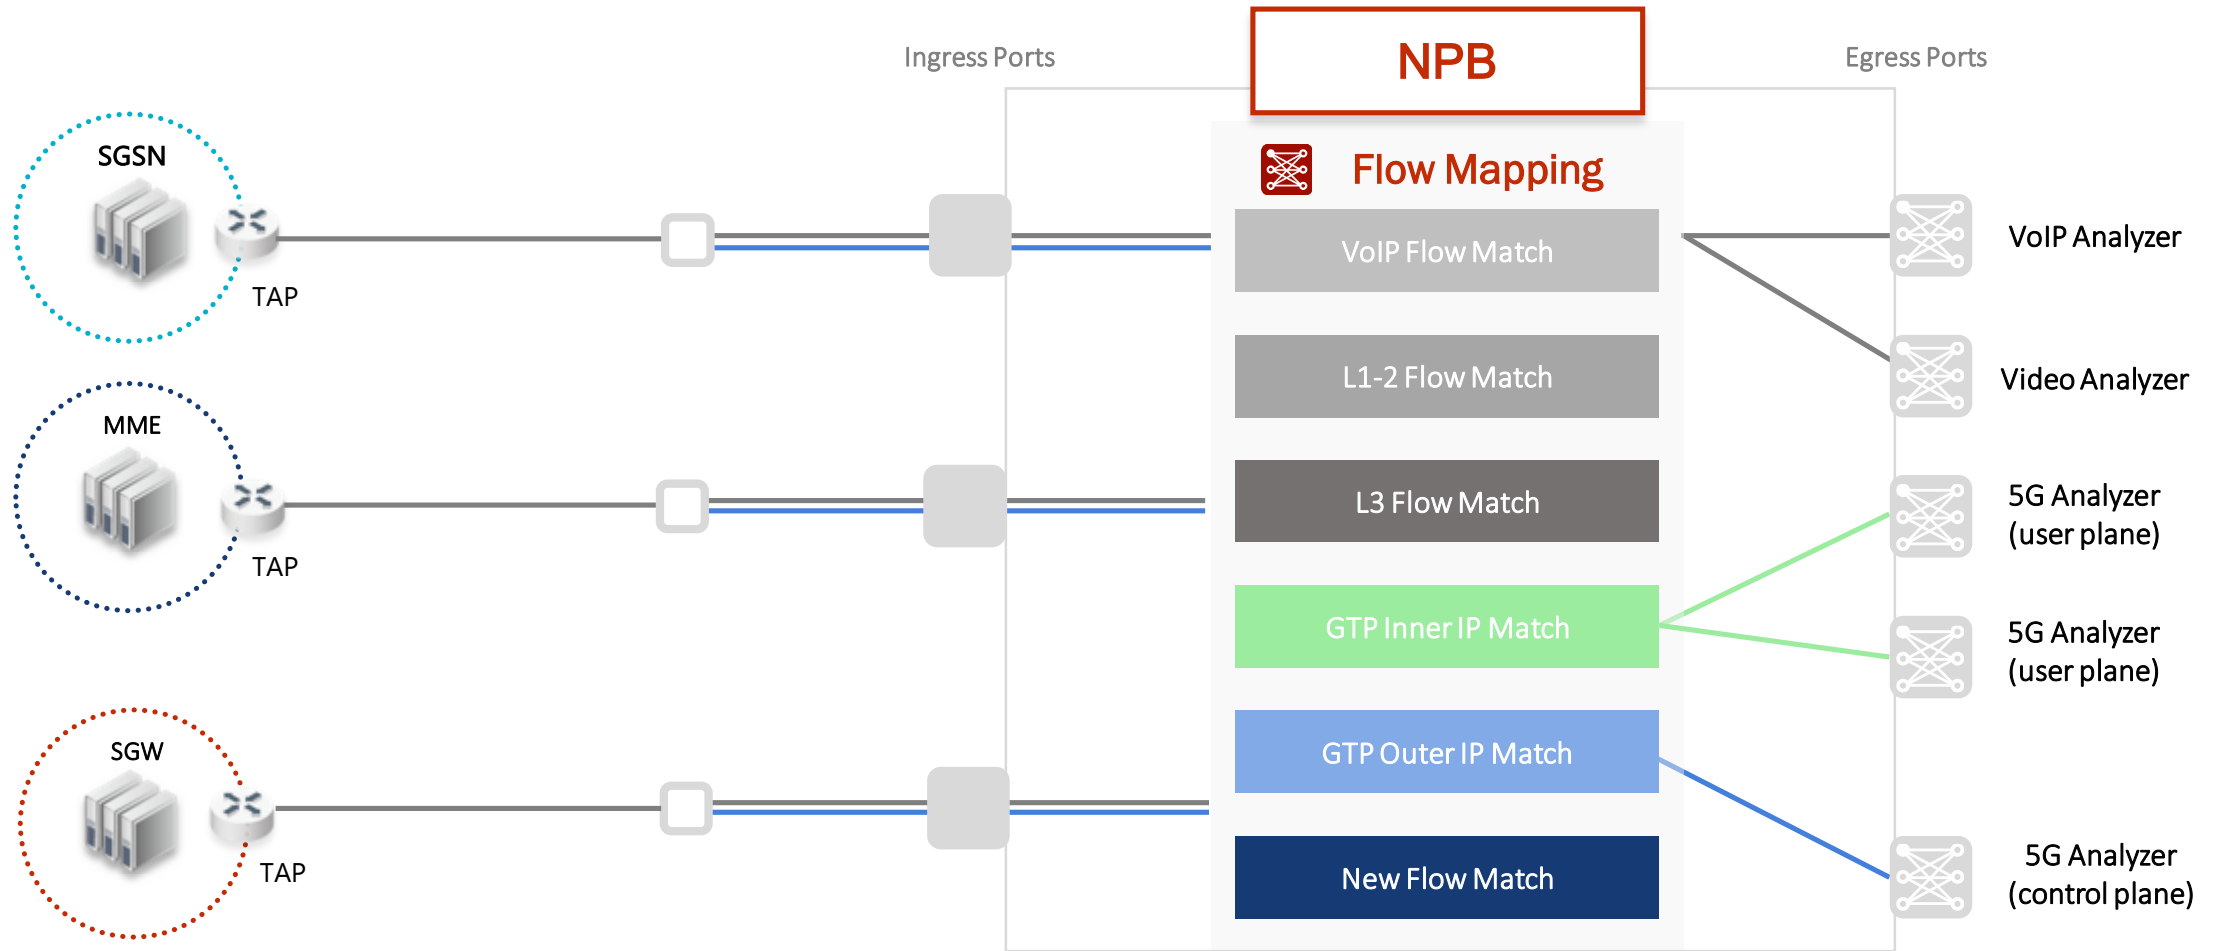 Ingress Ports
NPB
Egress Ports
SGSN
TAP
MME
TAP
SGW
TAP
Flow Mapping
VoIP Flow Match
L1-2 Flow Match
L3 Flow Match
GTP Inner IP Match
GTP Outer IP Match
New Flow Match
VoIP Analyzer
Video Analyzer
5G Analyzer
(user plane)
5G Analyzer
(user plane)
5G Analyzer
(control plane)